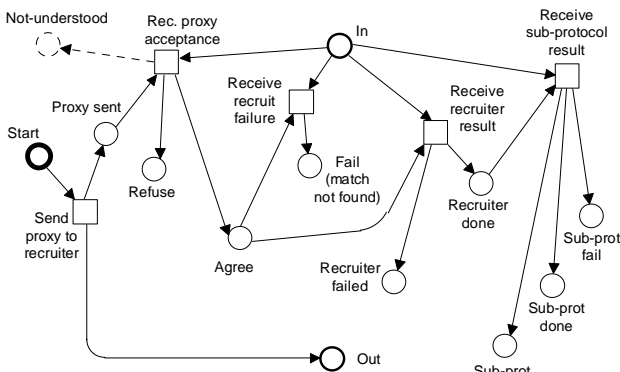 Not-understood
Rec. proxy
acceptance
In
Receive
sub-protocol
result
Receive
recruit
failure
Receive
recruiter
result
Proxy sent
Start
Refuse
Fail
(match
not found)
Recruiter
done
Send
proxy to
recruiter
Agree
Recruiter
failed
Sub-prot
fail
Sub-prot
done
Out
Sub-prot